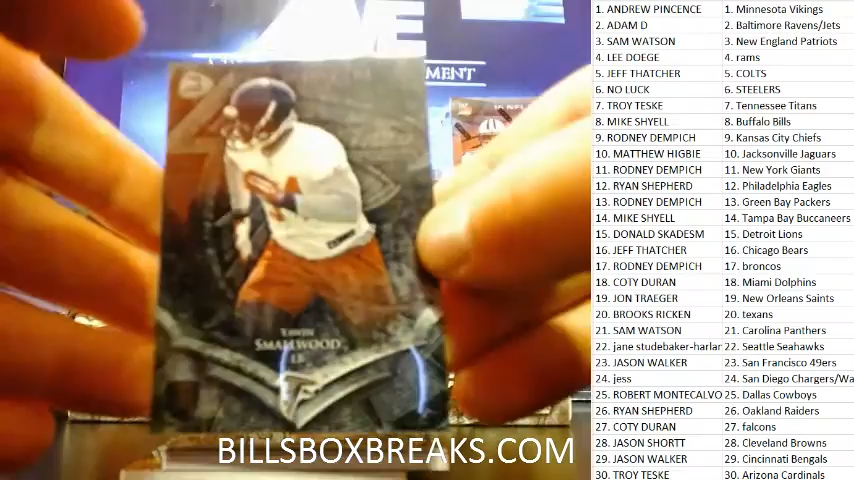 MENT
SMALLWOOD
LB
BILLSBOXBREAKS.COM
1. ANDREW PINCENCE 1. Minnesota Vikings
2. ADAM D 2. Baltimore Ravens/Jets
3. SAM WATSON 3. New England Patriots
4. LEE DOEGE 4. rams
5. JEFF THATCHER 5. COLTS
6. NO LUCK 6. STEELERS
7. TROY TESKE 7. Tennessee Titans
8. MIKE SHYELL 8. Buffalo Bills
9. RODNEY DEMPICH 9. Kansas City Chiefs
10. MATTHEW HIGBIE 10. Jacksonville Jaguars
11. RODNEY DEMPICH 11. New York Giants
12. RYAN SHEPHERD 12. Philadelphia Eagles
13. RODNEY DEMPICH 13. Green Bay Packers
14. MIKE SHYELL 14. Tampa Bay Buccaneers
15. DONALD SKADESM 15. Detroit Lions
16. JEFF THATCHER 16. Chicago Bears
17. RODNEY DEMPICH 17. broncos
18. COTY DURAN 18. Miami Dolphins
19. JON TRAEGER 19. New Orleans Saints
20. BROOKS RICKEN 20. texans
21. SAM WATSON 21. Carolina Panthers
22. jane studebaker-harlar 22. Seattle Seahawks
23. JASON WALKER 23. San Francisco 49ers
24. jess 24. San Diego Chargers/Wa
25. ROBERT MONTECALVO 25. Dallas Cowboys
26. RYAN SHEPHERD 26. Oakland Raiders
27. COTY DURAN 27. falcons
28. JASON SHORTT 28. Cleveland Browns
29. JASON WALKER 29. Cincinnati Bengals
30. TROY TESKE 30. Arizona Cardinals